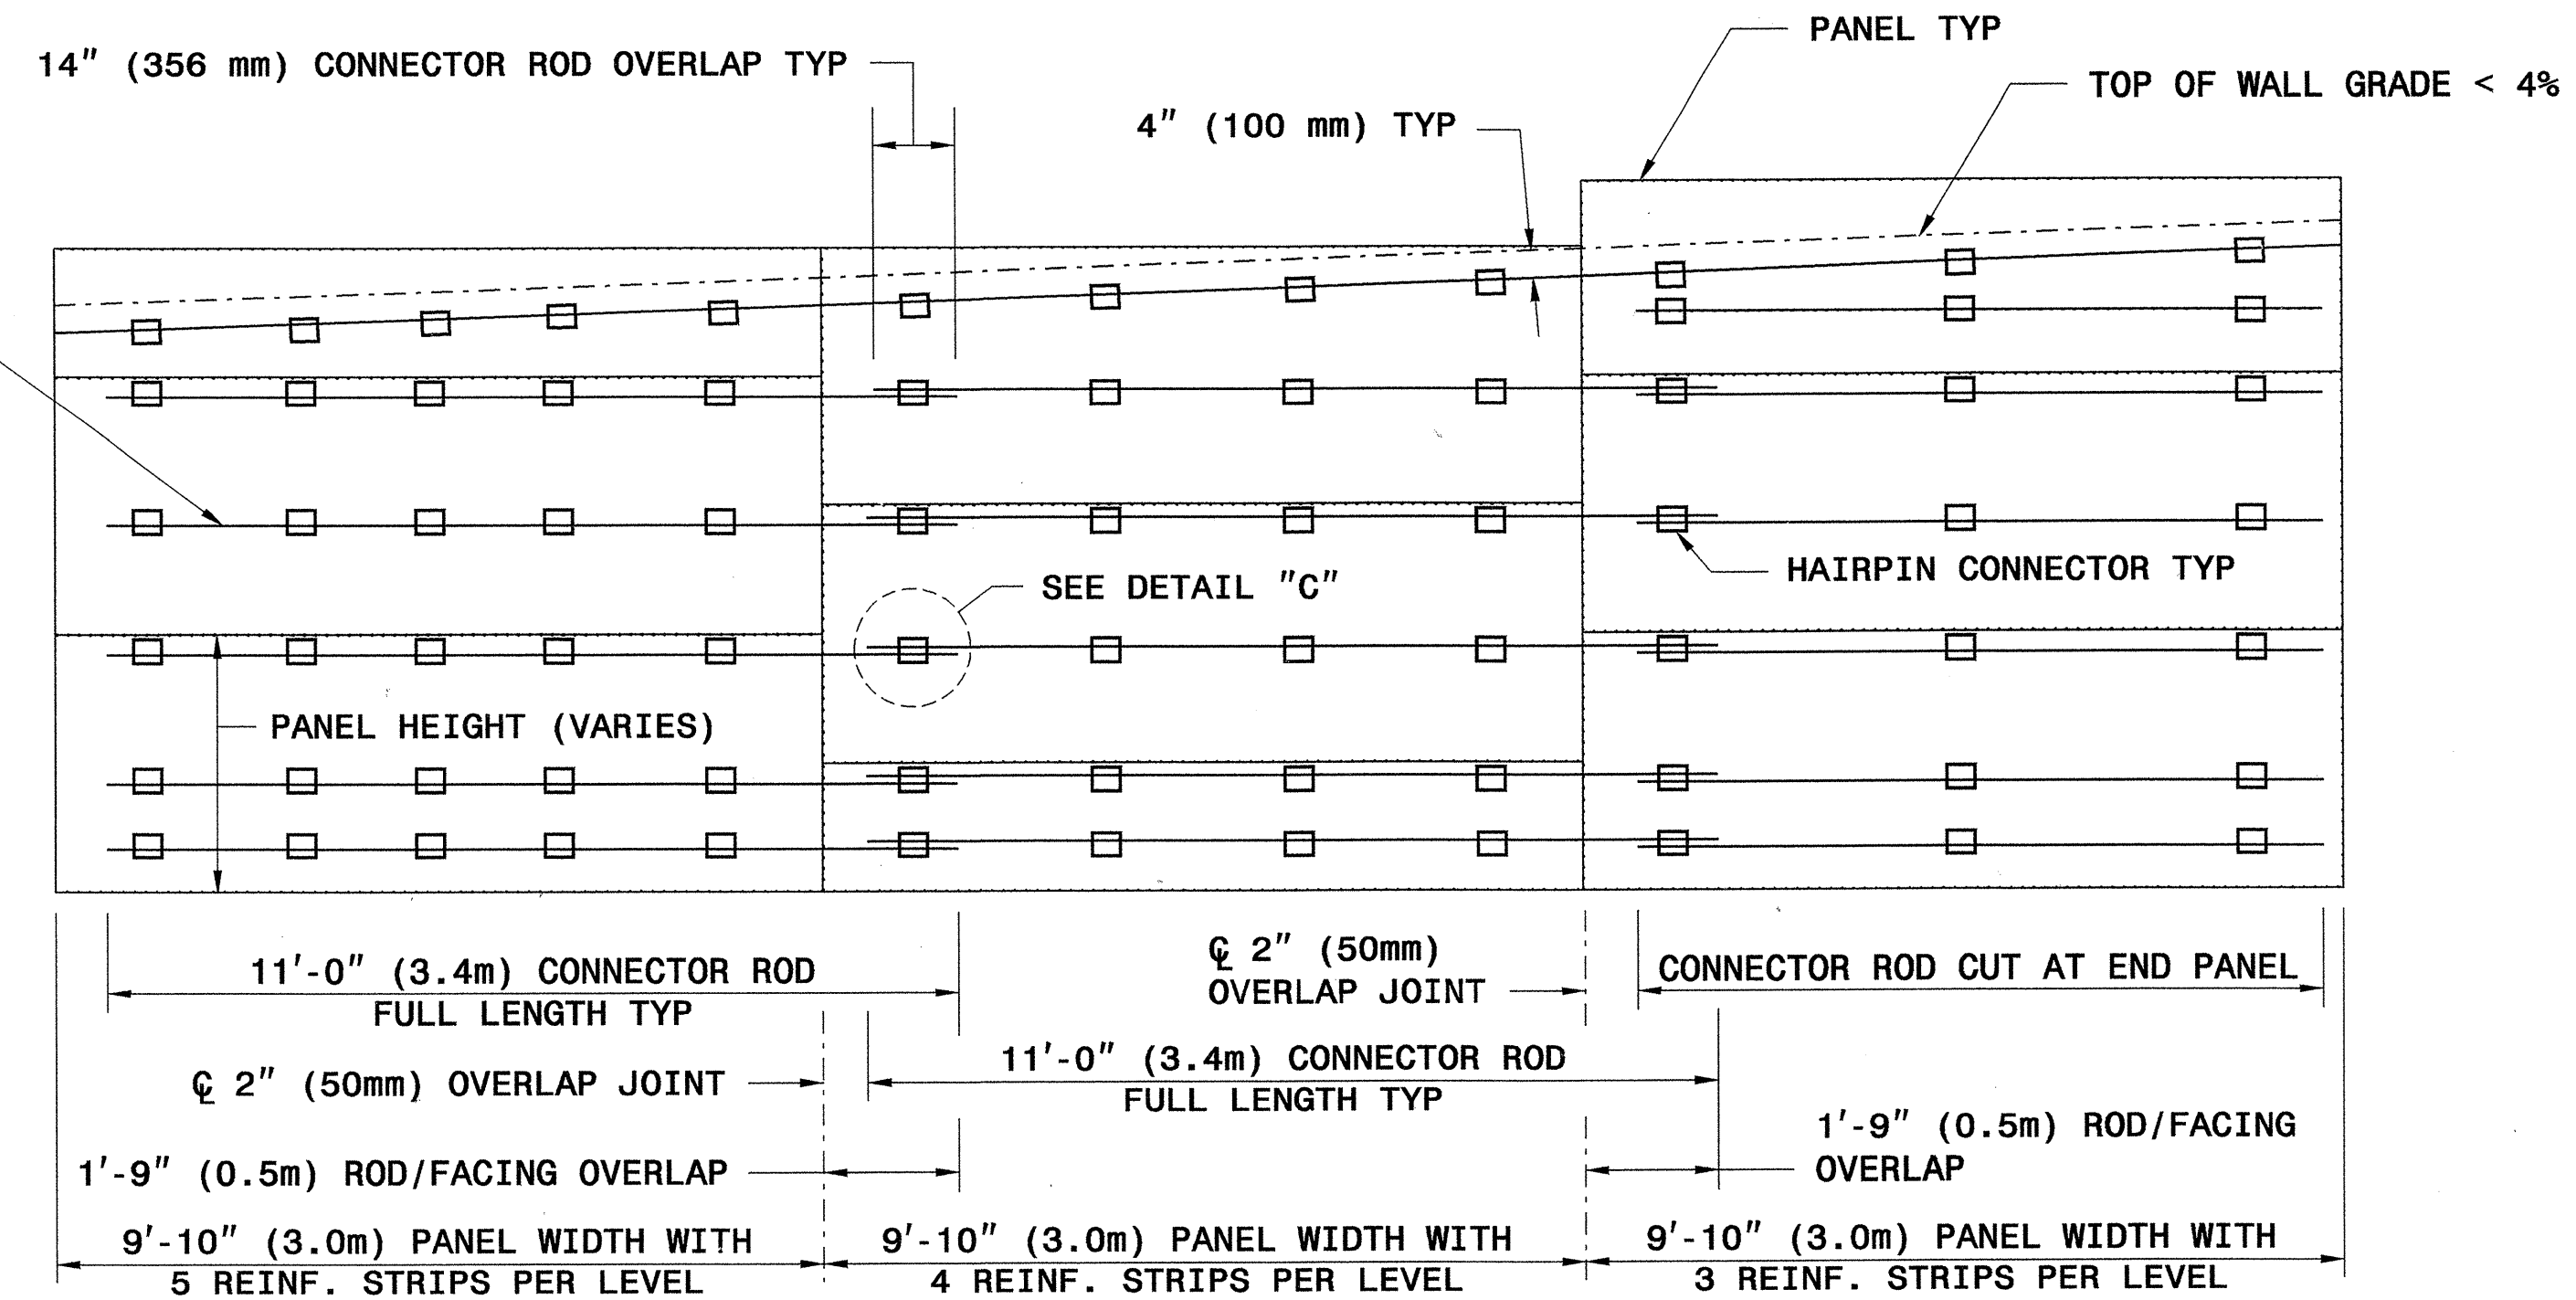 PANEL TYP
14" (356 mm) CONNECTOR ROD OVERLAP TYP
TOP OF WALL GRADE < 4%
4" (100 mm) TYP
HAIRPIN CONNECTOR TYP
SEE DETAIL "C"
PANEL HEIGHT (VARIES)
11'-0" (3.4m) CONNECTOR ROD
FULL LENGTH TYP
℄ 2" (50mm)
OVERLAP JOINT
CONNECTOR ROD CUT AT END PANEL
℄ 2" (50mm) OVERLAP JOINT
11'-0" (3.4m) CONNECTOR ROD
FULL LENGTH TYP
1'-9" (0.5m) ROD/FACING OVERLAP
1'-9" (0.5m) ROD/FACING
OVERLAP
9'-10" (3.0m) PANEL WIDTH WITH
5 REINF. STRIPS PER LEVEL
9'-10" (3.0m) PANEL WIDTH WITH
4 REINF. STRIPS PER LEVEL
9'-10" (3.0m) PANEL WIDTH WITH
3 REINF. STRIPS PER LEVEL